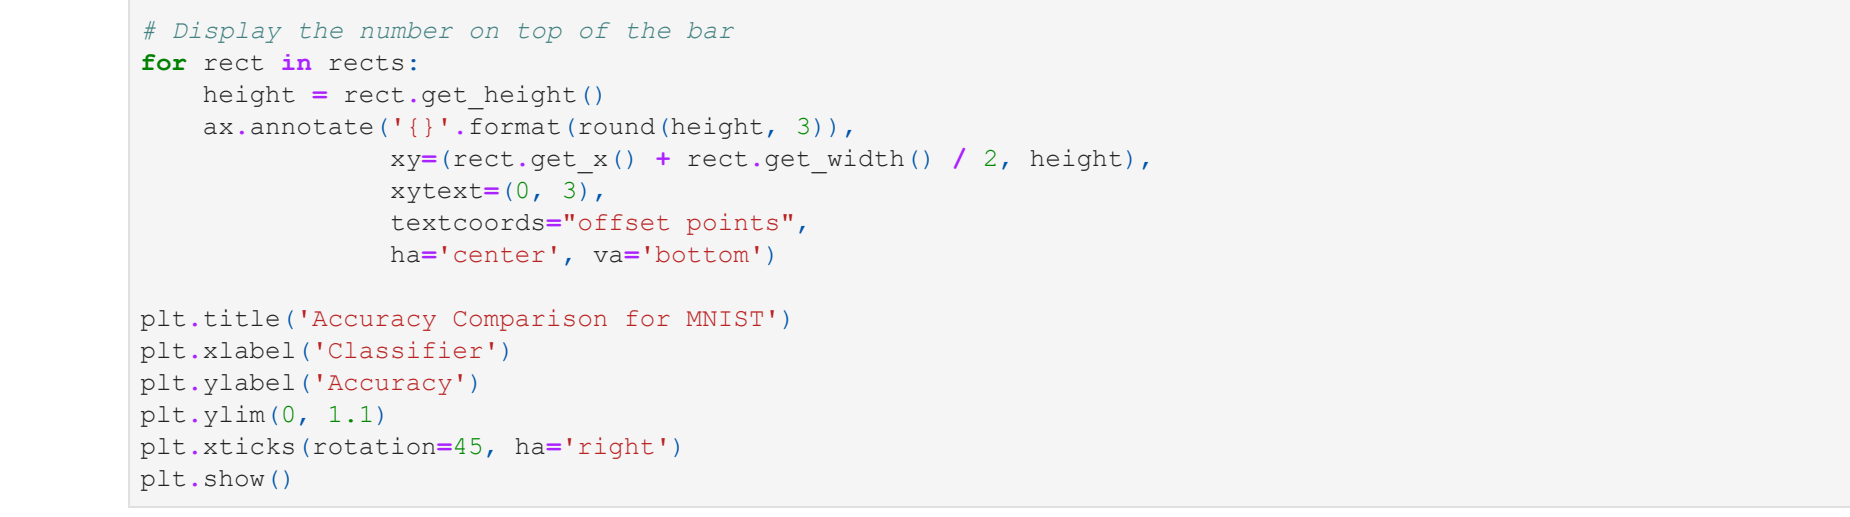 # Display the number on top of the bar
for rect in rects:
    height = rect.get_height()
    ax.annotate('{}'.format(round(height, 3)),
                xy=(rect.get_x() + rect.get_width() / 2, height),
                xytext=(0, 3),
                textcoords="offset points",
                ha='center', va='bottom')

plt.title('Accuracy Comparison for MNIST')
plt.xlabel('Classifier')
plt.ylabel('Accuracy')
plt.ylim(0, 1.1)
plt.xticks(rotation=45, ha='right')
plt.show()